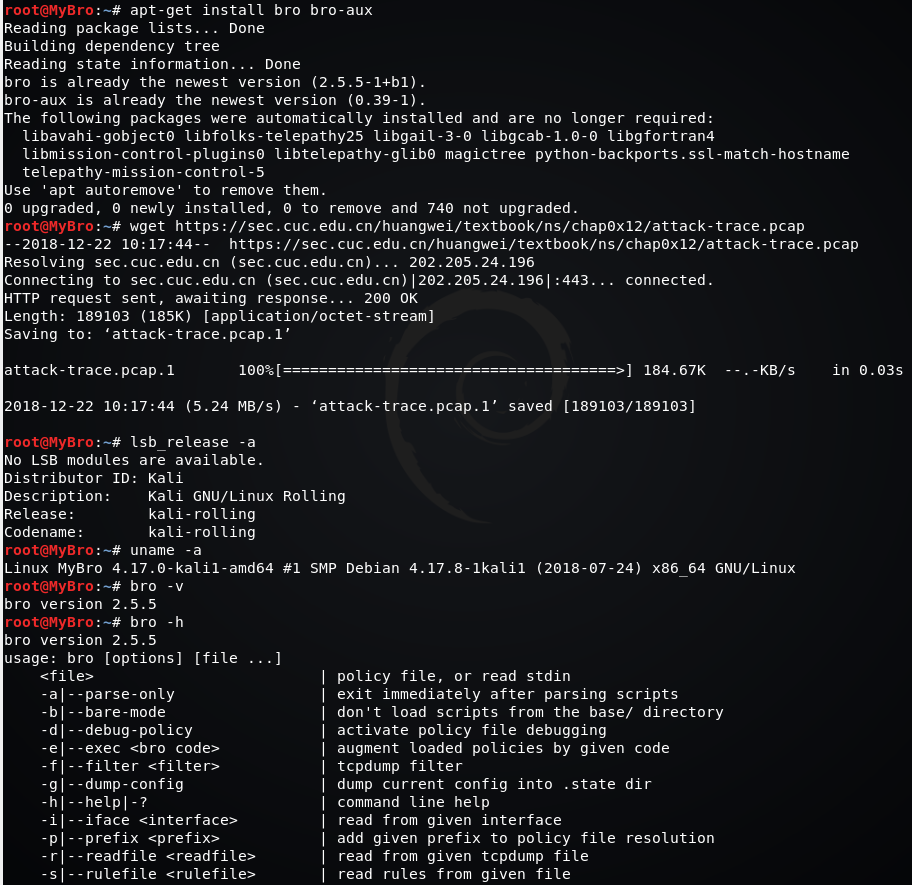 root@MyBro:~# apt-get install bro bro-aux
Reading package lists... Done
Building dependency tree
Reading state information... Done
bro is already the newest version (2.5.5-1+b1).
bro-aux is already the newest version (0.39-1).
The following packages were automatically installed and are no longer required:
  libavahi-gobject0 libfolks-telepathy25 libgail-3-0 libgcab-1.0-0 libgfortran4
  libmission-control-plugins0 libtelepathy-glib0 magictree python-backports.ssl-match-hostname
  telepathy-mission-control-5
Use 'apt autoremove' to remove them.
0 upgraded, 0 newly installed, 0 to remove and 740 not upgraded.
root@MyBro:~# wget https://sec.cuc.edu.cn/huangwei/textbook/ns/chap0x12/attack-trace.pcap
--2018-12-22 10:17:44--  https://sec.cuc.edu.cn/huangwei/textbook/ns/chap0x12/attack-trace.pcap
Resolving sec.cuc.edu.cn (sec.cuc.edu.cn)... 202.205.24.196
Connecting to sec.cuc.edu.cn (sec.cuc.edu.cn)|202.205.24.196|:443... connected.
HTTP request sent, awaiting response... 200 OK
Length: 189103 (185K) [application/octet-stream]
Saving to: ‘attack-trace.pcap.1’

attack-trace.pcap.1       100%[=====================================>] 184.67K  --.-KB/s    in 0.03s

2018-12-22 10:17:44 (5.24 MB/s) - ‘attack-trace.pcap.1’ saved [189103/189103]

root@MyBro:~# lsb_release -a
No LSB modules are available.
Distributor ID: Kali
Description:    Kali GNU/Linux Rolling
Release:        kali-rolling
Codename:       kali-rolling
root@MyBro:~# uname -a
Linux MyBro 4.17.0-kali1-amd64 #1 SMP Debian 4.17.8-1kali1 (2018-07-24) x86_64 GNU/Linux
root@MyBro:~# bro -v
bro version 2.5.5
root@MyBro:~# bro -h
bro version 2.5.5
usage: bro [options] [file ...]
    <file>                         | policy file, or read stdin
    -a|--parse-only                | exit immediately after parsing scripts
    -b|--bare-mode                 | don't load scripts from the base/ directory
    -d|--debug-policy              | activate policy file debugging
    -e|--exec <bro code>           | augment loaded policies by given code
    -f|--filter <filter>           | tcpdump filter
    -g|--dump-config               | dump current config into .state dir
    -h|--help|-?                   | command line help
    -i|--iface <interface>         | read from given interface
    -p|--prefix <prefix>           | add given prefix to policy file resolution
    -r|--readfile <readfile>       | read from given tcpdump file
    -s|--rulefile <rulefile>       | read rules from given file